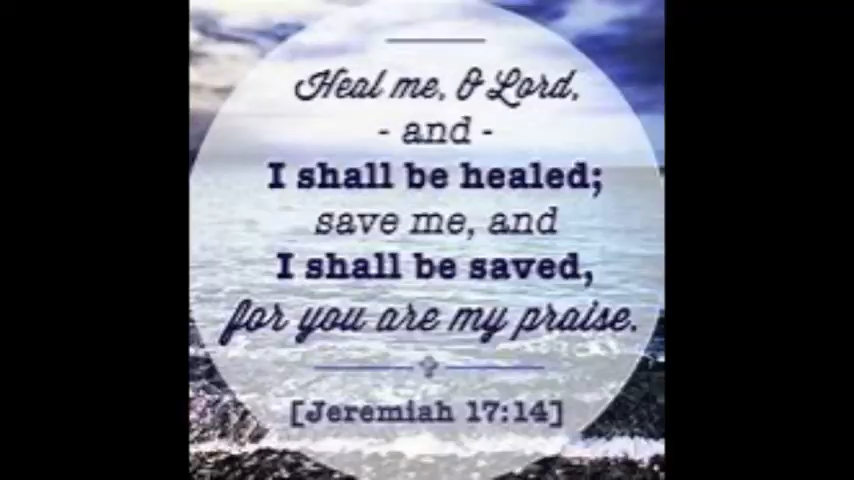 Heal me, O Lord,
- and -
I shall be healed;
save me, and
I shall be saved,
for you are my praise.
[Jeremiah 17:14]